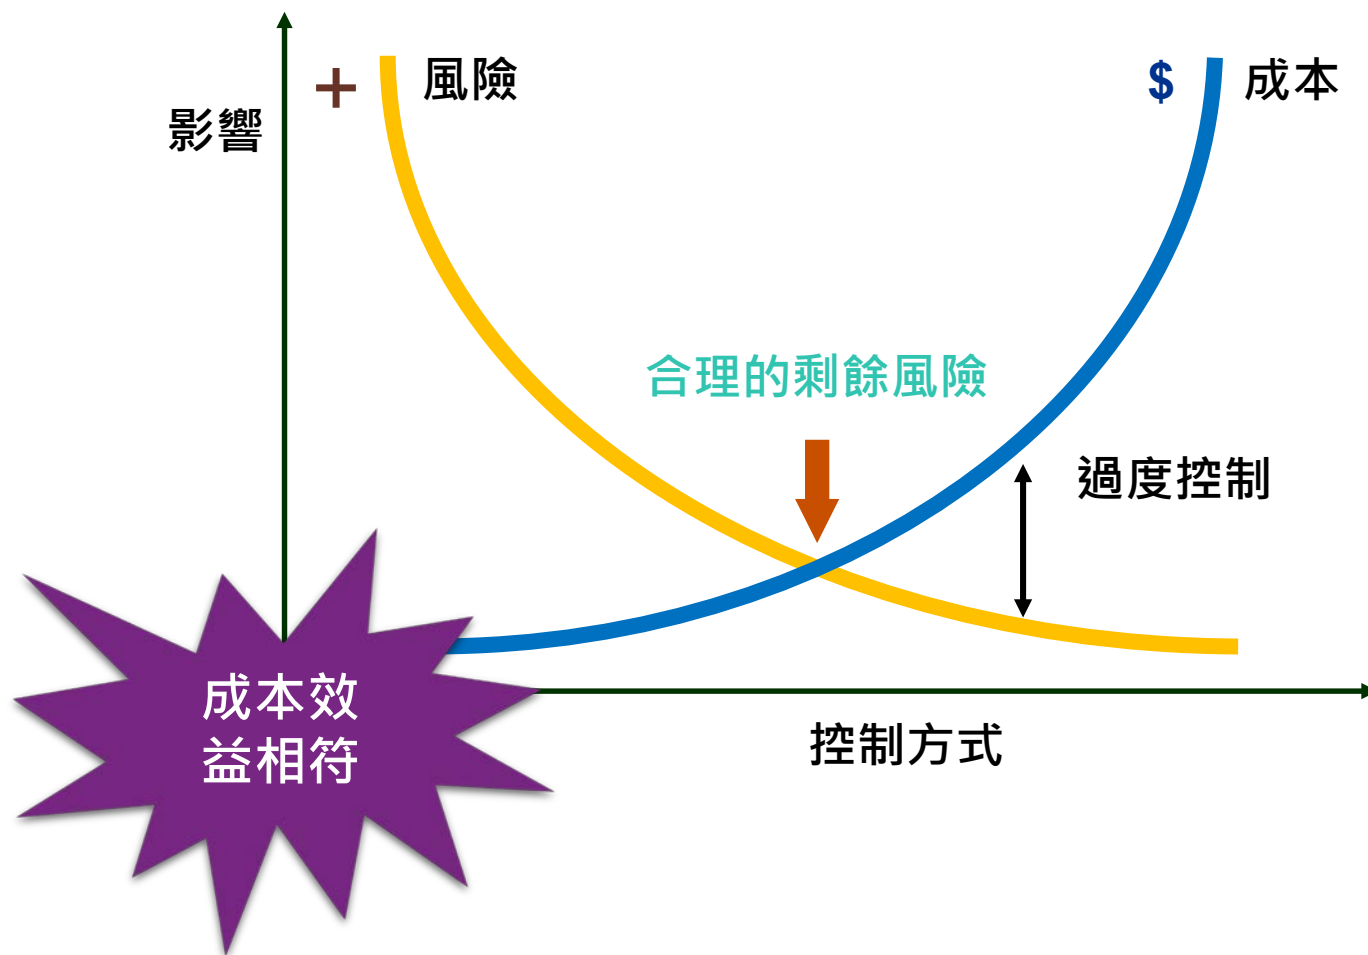 +
風險
$
成本
影響
合理的剩餘風險
過度控制
成本效
益相符
控制方式